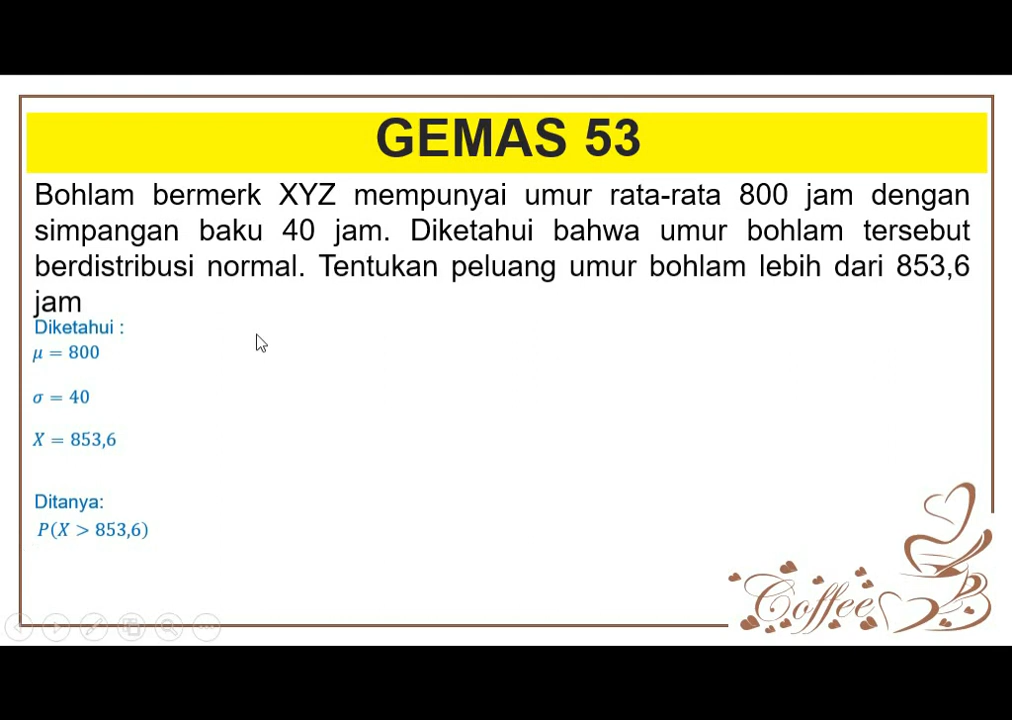 GEMAS 53
Bohlam bermerk XYZ mempunyai umur rata-rata 800 jam dengan
simpangan baku 40 jam. Diketahui bahwa umur bohlam tersebut
berdistribusi normal. Tentukan peluang umur bohlam lebih dari 853,6
jam
Diketahui :
μ = 800
σ = 40
X = 853,6
Ditanya:
P(X > 853,6)
Coffee